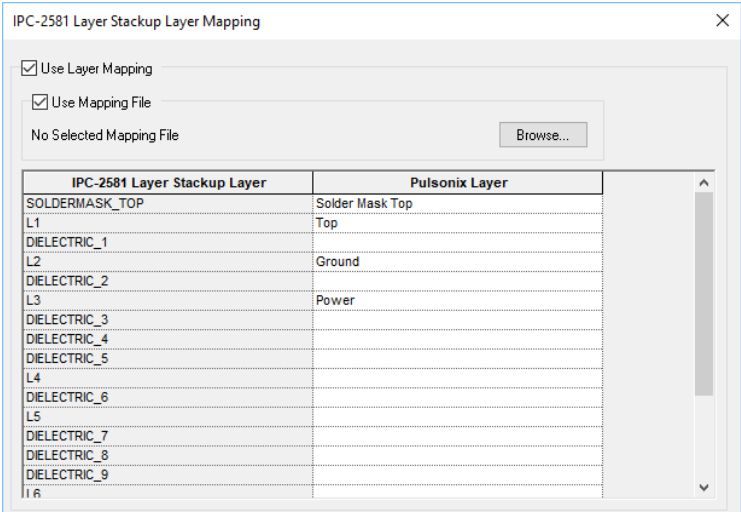 IPC-2581 Layer Stackup Layer Mapping
Use Layer Mapping
Use Mapping File
No Selected Mapping File Browse...
IPC-2581 Layer Stackup Layer Pulsonix Layer
SOLDERMASK_TOP Solder Mask Top
L1 Top
DIELECTRIC_1
L2 Ground
DIELECTRIC_2
L3 Power
DIELECTRIC_3
DIELECTRIC_4
DIELECTRIC_5
L4
DIELECTRIC_6
L5
DIELECTRIC_7
DIELECTRIC_8
DIELECTRIC_9
L6